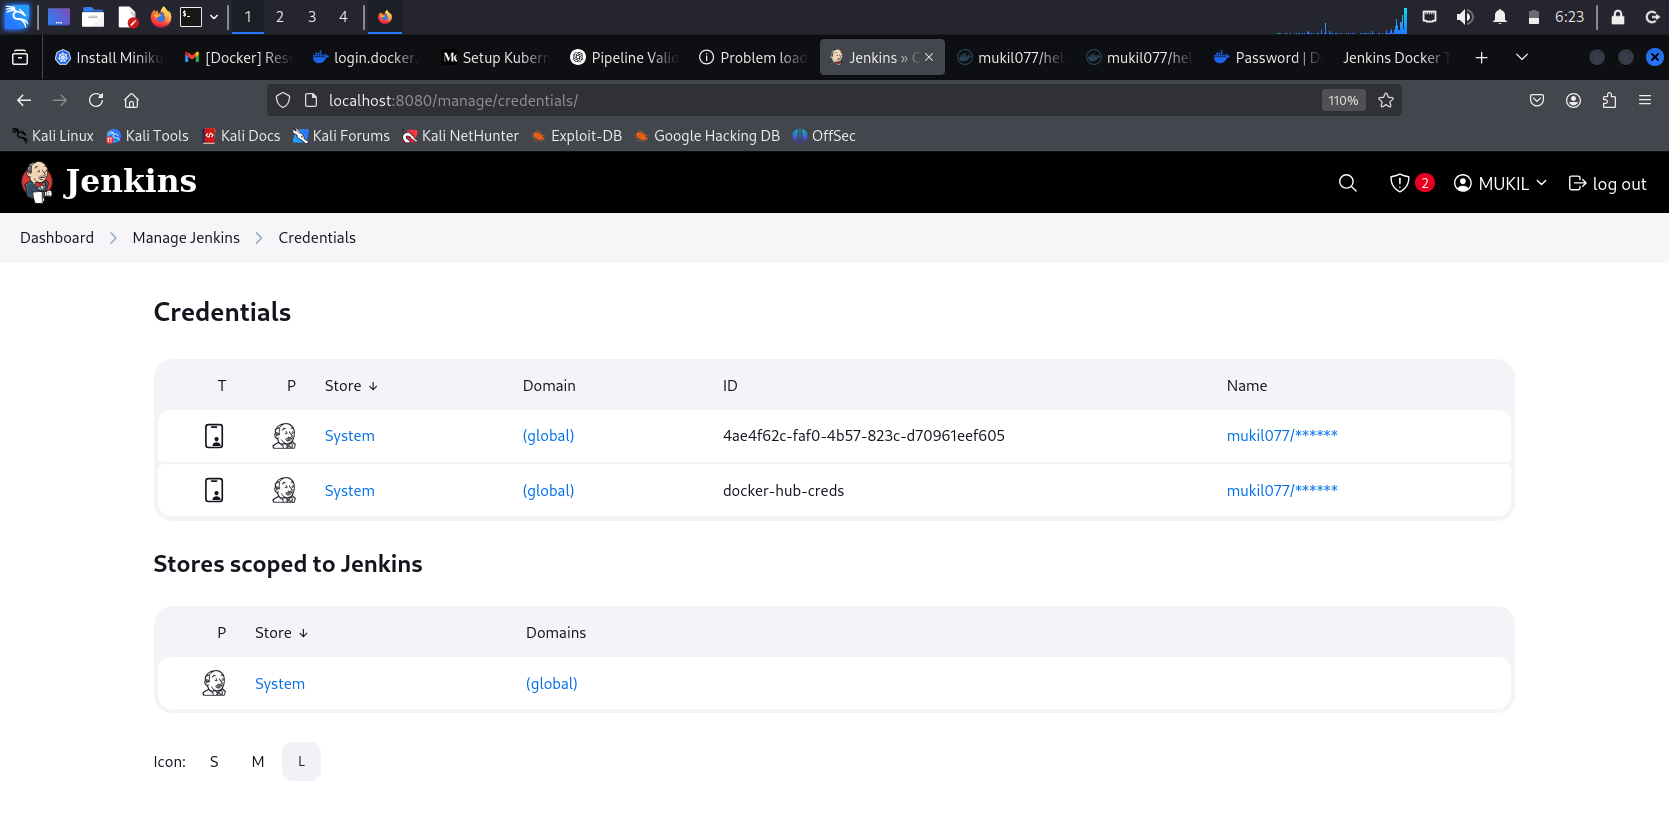 1 2 3 4 6:23
Install Miniku [Docker] Res login.docker. Setup Kubern Pipeline Valid Problem load Jenkins » C mukil077/hel mukil077/hel Password | D Jenkins Docker T
localhost:8080/manage/credentials/ 110%
Kali Linux Kali Tools Kali Docs Kali Forums Kali NetHunter Exploit-DB Google Hacking DB OffSec
Jenkins 2 MUKIL log out
Dashboard Manage Jenkins Credentials
Credentials
T P Store ↓ Domain ID Name
System (global) 4ae4f62c-faf0-4b57-823c-d70961eef605 mukil077/******
System (global) docker-hub-creds mukil077/******
Stores scoped to Jenkins
P Store ↓ Domains
System (global)
Icon: S M L